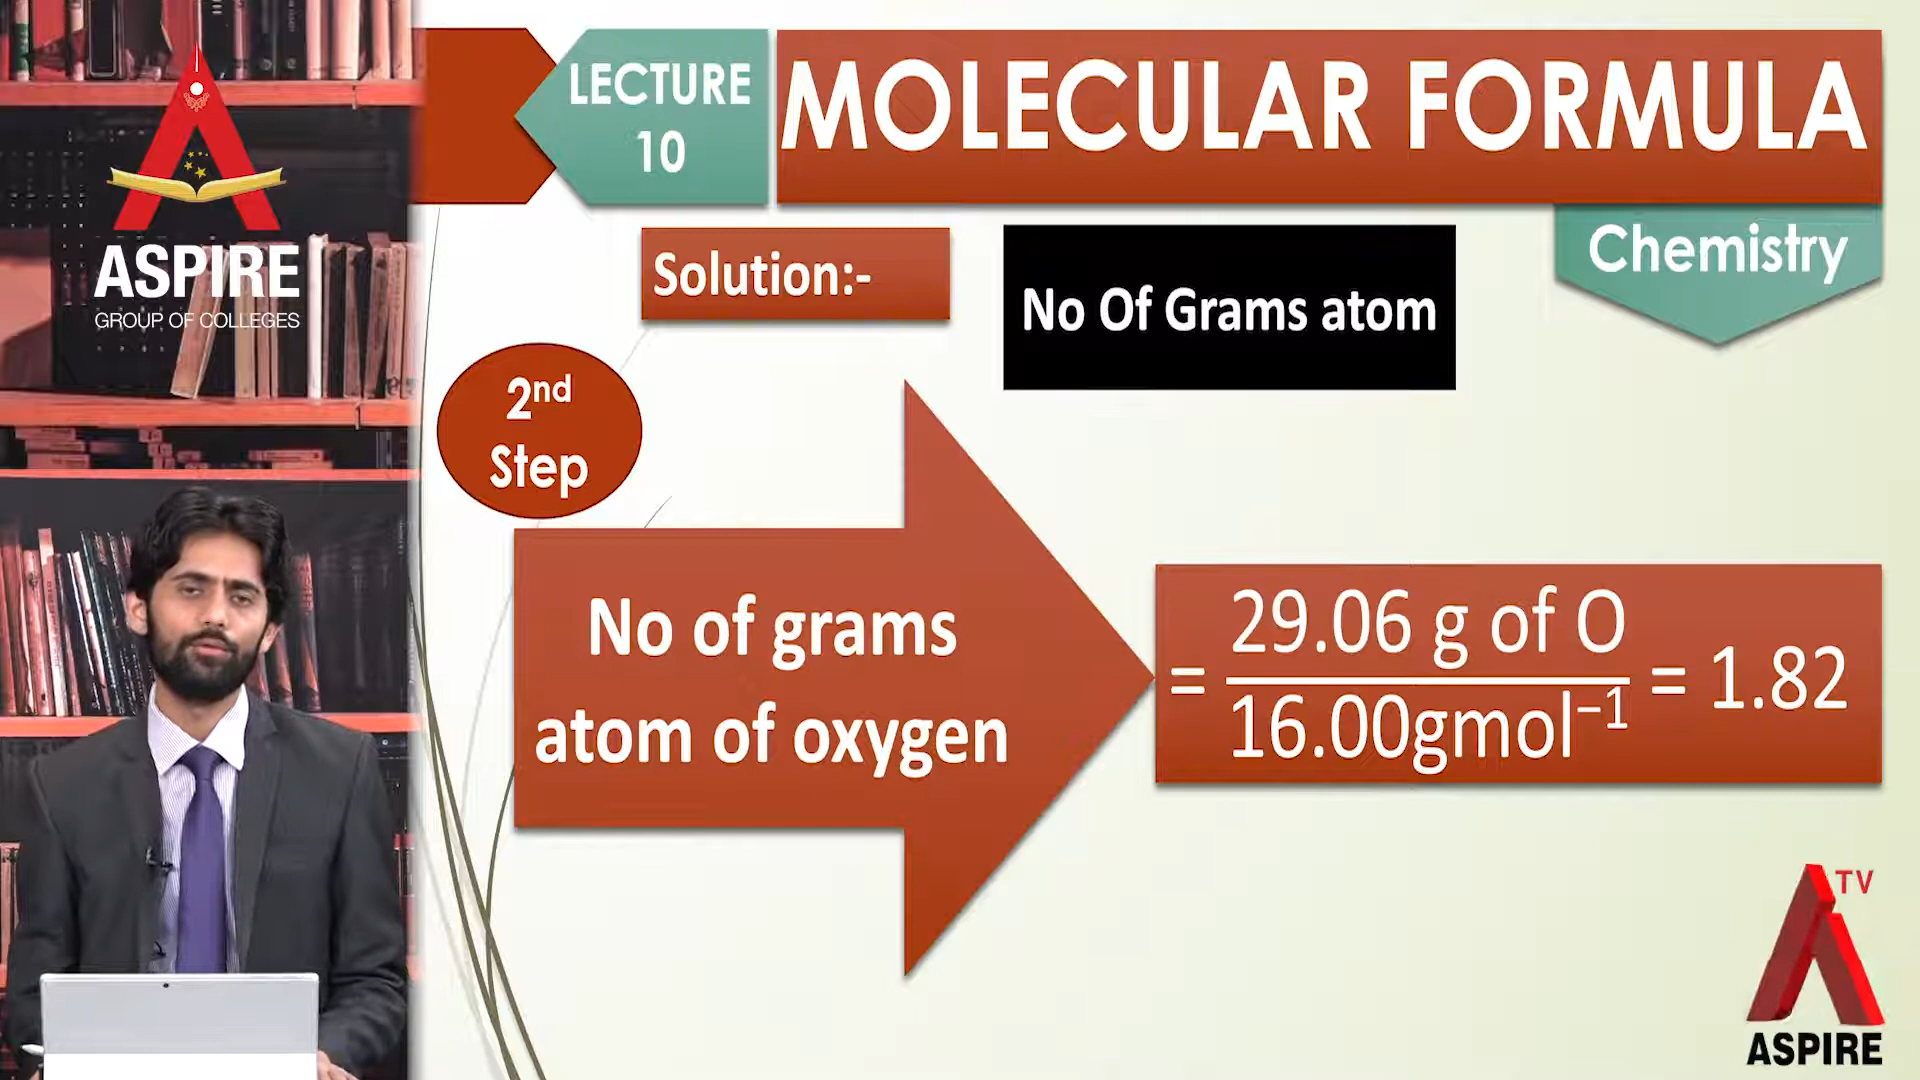 ASPIRE
GROUP OF COLLEGES
LECTURE
10
MOLECULAR FORMULA
Chemistry
Solution:-
No Of Grams atom
2nd
Step
No of grams
atom of oxygen
= 29.06 g of O / 16.00gmol⁻¹ = 1.82
TV
ASPIRE